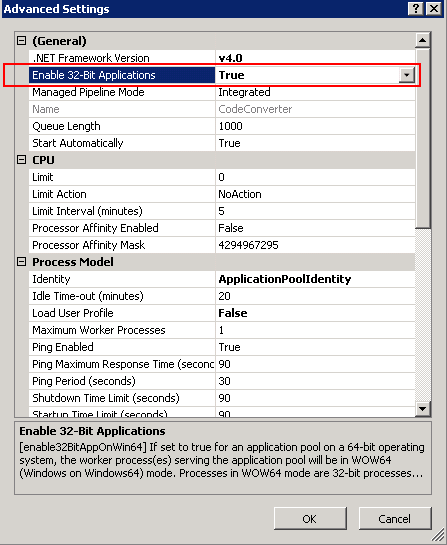 Advanced Settings
(General)
.NET Framework Version v4.0
Enable 32-Bit Applications True
Managed Pipeline Mode Integrated
Name CodeConverter
Queue Length 1000
Start Automatically True
CPU
Limit 0
Limit Action NoAction
Limit Interval (minutes) 5
Processor Affinity Enabled False
Processor Affinity Mask 4294967295
Process Model
Identity ApplicationPoolIdentity
Idle Time-out (minutes) 20
Load User Profile False
Maximum Worker Processes 1
Ping Enabled True
Ping Maximum Response Time (second 90
Ping Period (seconds) 30
Shutdown Time Limit (seconds) 90
Startup Time Limit (seconds) 90
Enable 32-Bit Applications
[enable32BitAppOnWin64] If set to true for an application pool on a 64-bit operating
system, the worker process(es) serving the application pool will be in WOW64
(Windows on Windows64) mode. Processes in WOW64 mode are 32-bit processes...
OK Cancel